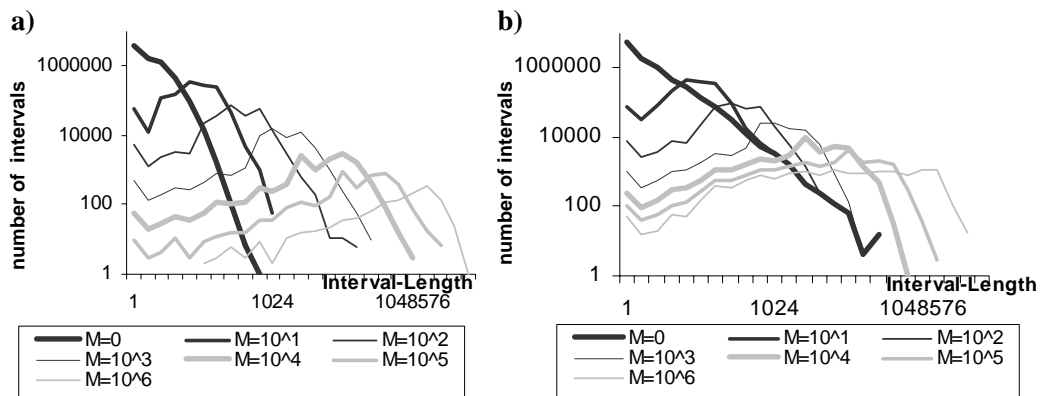 a)
number of intervals
1000000
10000
100
1
Interval-Length
1
1024
1048576
M=0
M=10^1
M=10^2
M=10^3
M=10^4
M=10^5
M=10^6
b)
number of intervals
1000000
10000
100
1
Interval-Length
1
1024
1048576
M=0
M=10^1
M=10^2
M=10^3
M=10^4
M=10^5
M=10^6